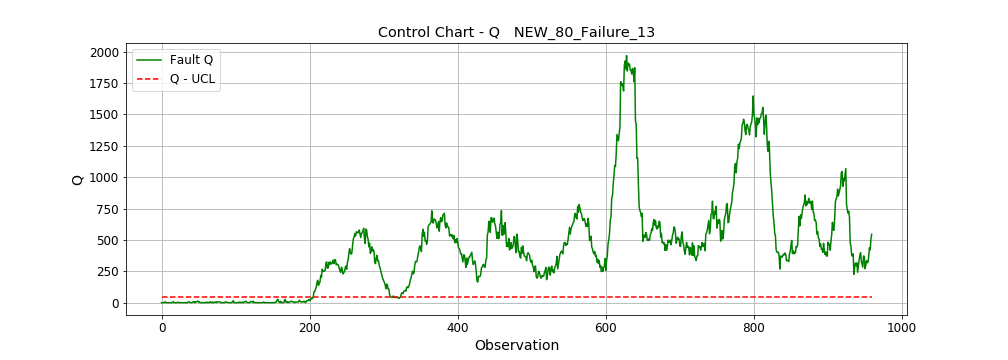 Control Chart - Q   NEW_80_Failure_13
Fault Q
Q - UCL
2000
1750
1500
1250
1000
750
500
250
0
Q
0 200 400 600 800 1000
Observation